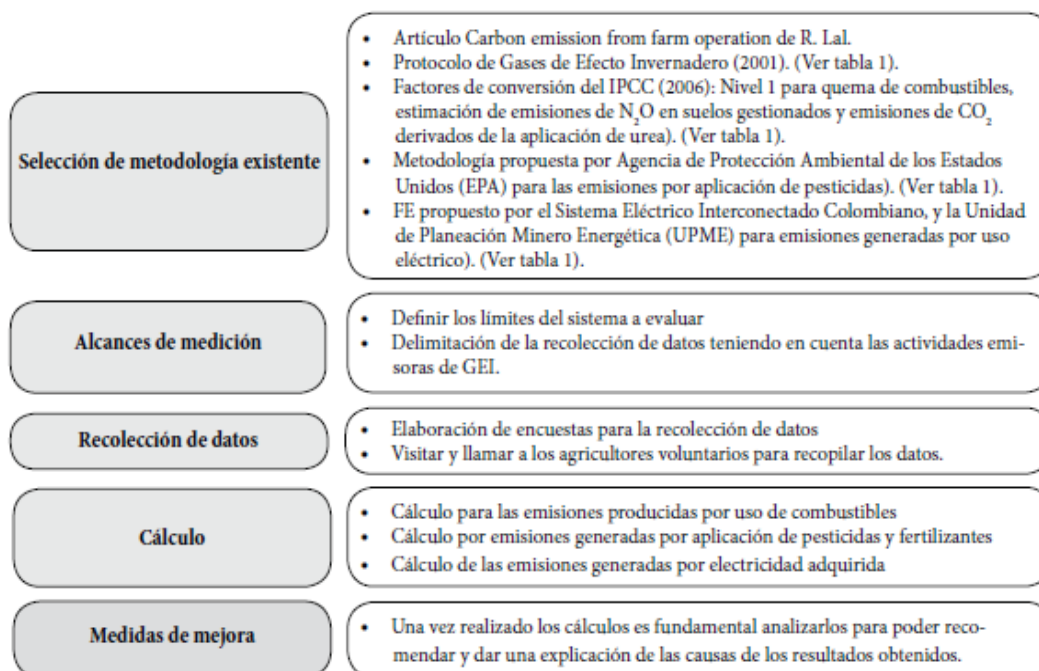 Selección de metodología existente
• Artículo Carbon emission from farm operation de R. Lal.
• Protocolo de Gases de Efecto Invernadero (2001). (Ver tabla 1).
• Factores de conversión del IPCC (2006): Nivel 1 para quema de combustibles,
estimación de emisiones de N₂O en suelos gestionados y emisiones de CO₂
derivados de la aplicación de urea). (Ver tabla 1).
• Metodología propuesta por Agencia de Protección Ambiental de los Estados
Unidos (EPA) para las emisiones por aplicación de pesticidas). (Ver tabla 1).
• FE propuesto por el Sistema Eléctrico Interconectado Colombiano, y la Unidad
de Planeación Minero Energética (UPME) para emisiones generadas por uso
eléctrico). (Ver tabla 1).
Alcances de medición
• Definir los límites del sistema a evaluar
• Delimitación de la recolección de datos teniendo en cuenta las actividades emi-
soras de GEI.
Recolección de datos
• Elaboración de encuestas para la recolección de datos
• Visitar y llamar a los agricultores voluntarios para recopilar los datos.
Cálculo
• Cálculo para las emisiones producidas por uso de combustibles
• Cálculo por emisiones generadas por aplicación de pesticidas y fertilizantes
• Cálculo de las emisiones generadas por electricidad adquirida
Medidas de mejora
• Una vez realizado los cálculos es fundamental analizarlos para poder reco-
mendar y dar una explicación de las causas de los resultados obtenidos.